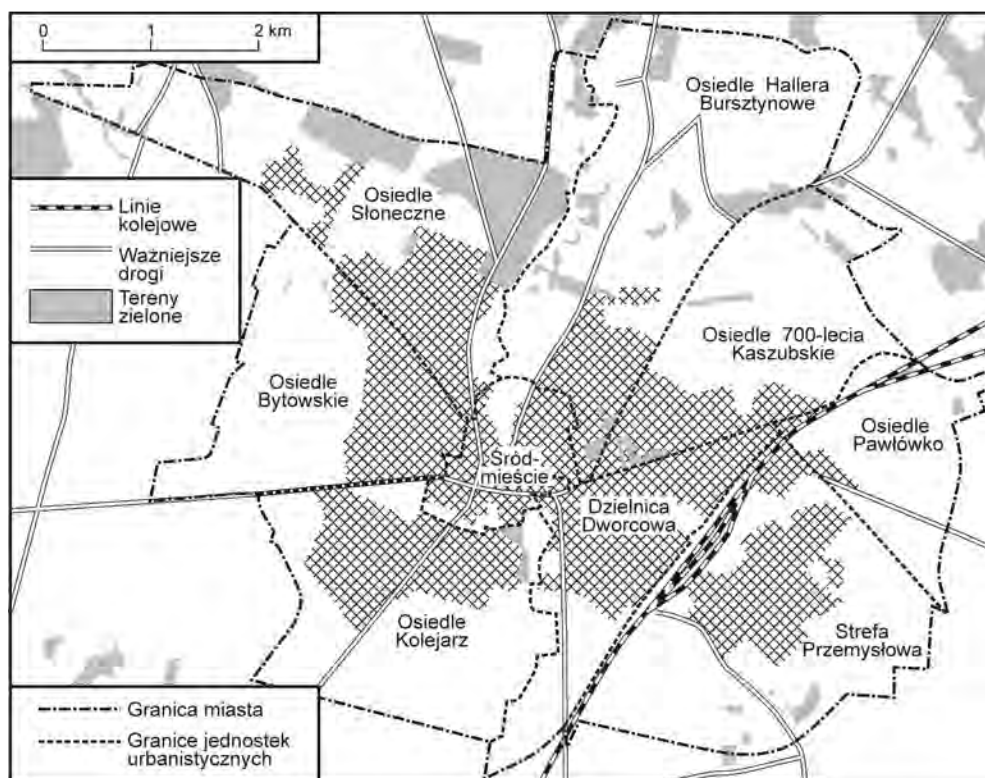 0 1 2 km
Osiedle Hallera
Bursztynowe
Osiedle
Słoneczne
Linie
kolejowe
Ważniejsze
drogi
Tereny
zielone
Osiedle 700-lecia
Kaszubskie
Osiedle
Bytowskie
Osiedle
Pawłówko
Śród-
mieście
Dzielnica
Dworcowa
Osiedle
Kolejarz
Strefa
Przemysłowa
Granica miasta
Granice jednostek
urbanistycznych